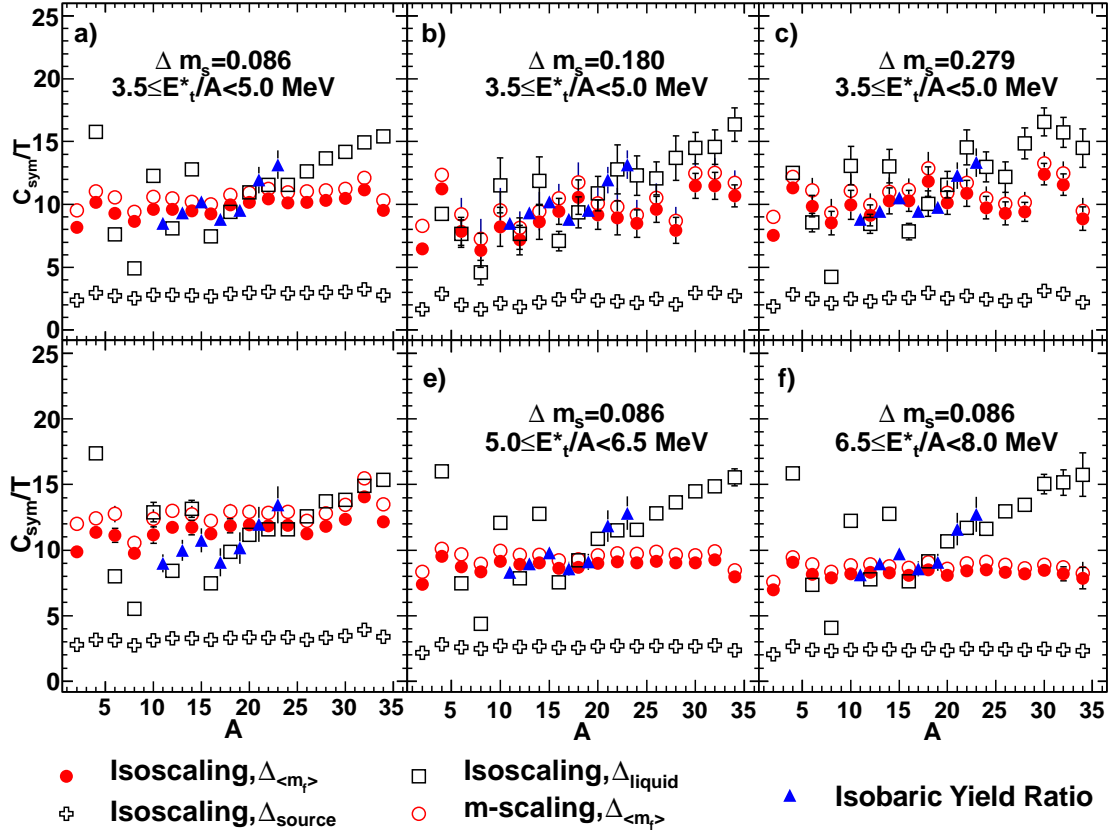 a)
Δ m_s=0.086
3.5≤E*_t/A<5.0 MeV
b)
Δ m_s=0.180
3.5≤E*_t/A<5.0 MeV
c)
Δ m_s=0.279
3.5≤E*_t/A<5.0 MeV
C_sym/T
25
20
15
10
5
0
e)
Δ m_s=0.086
5.0≤E*_t/A<6.5 MeV
f)
Δ m_s=0.086
6.5≤E*_t/A<8.0 MeV
C_sym/T
25
20
15
10
5
0
5 10 15 20 25 30 35
5 10 15 20 25 30 35
5 10 15 20 25 30 35
A
A
A
Isoscaling,Δ_<m_f>
Isoscaling,Δ_liquid
Isobaric Yield Ratio
Isoscaling,Δ_source
m-scaling,Δ_<m_f>